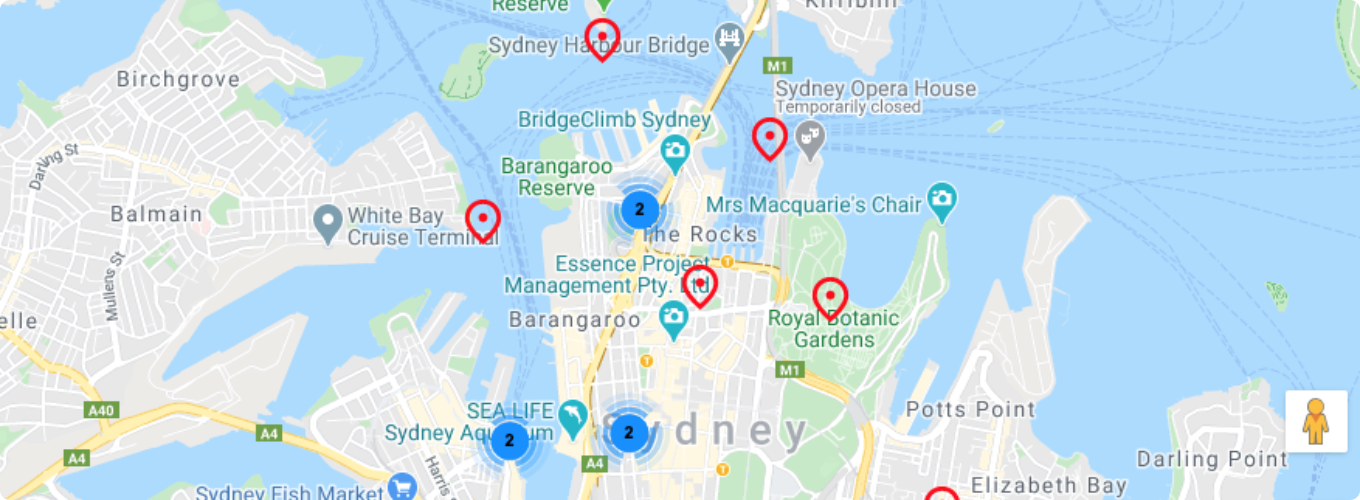 Reserve
Kirribilli
Sydney Harbour Bridge
M1
Birchgrove
Sydney Opera House
Temporarily closed
BridgeClimb Sydney
Darling St
Barangaroo
Reserve
Balmain
White Bay
Cruise Terminal
2
Mrs Macquarie's Chair
The Rocks
T
Mullens St
Essence Project
Management Pty. Ltd
elle
Barangaroo
Royal Botanic
Gardens
T
M1
A40
SEA LIFE
Sydney Aquarium
Potts Point
A4
2
2
Sydney
A4
A4
T
Darling Point
Harris S
Sydney Fish Market
Elizabeth Bay